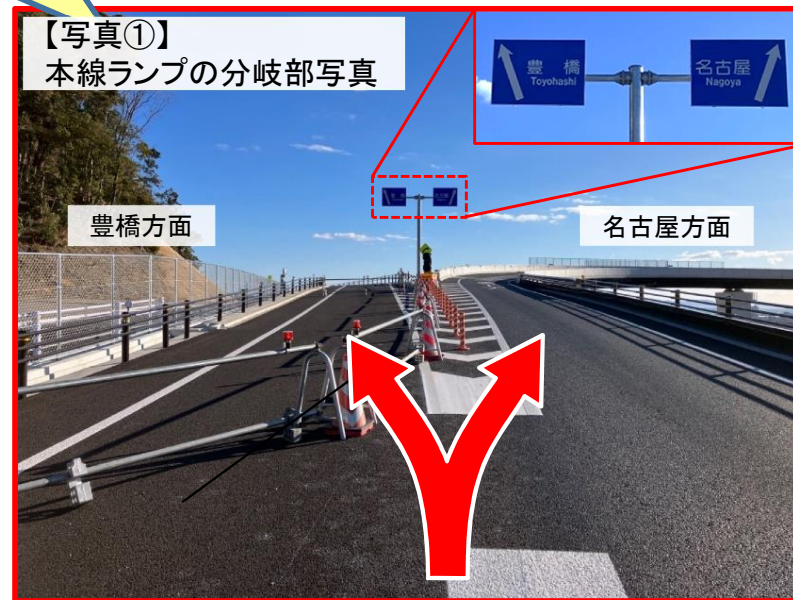 【写真①】
本線ランプの分岐部写真
豊橋
Toyohashi
名古屋
Nagoya
豊橋方面
名古屋方面